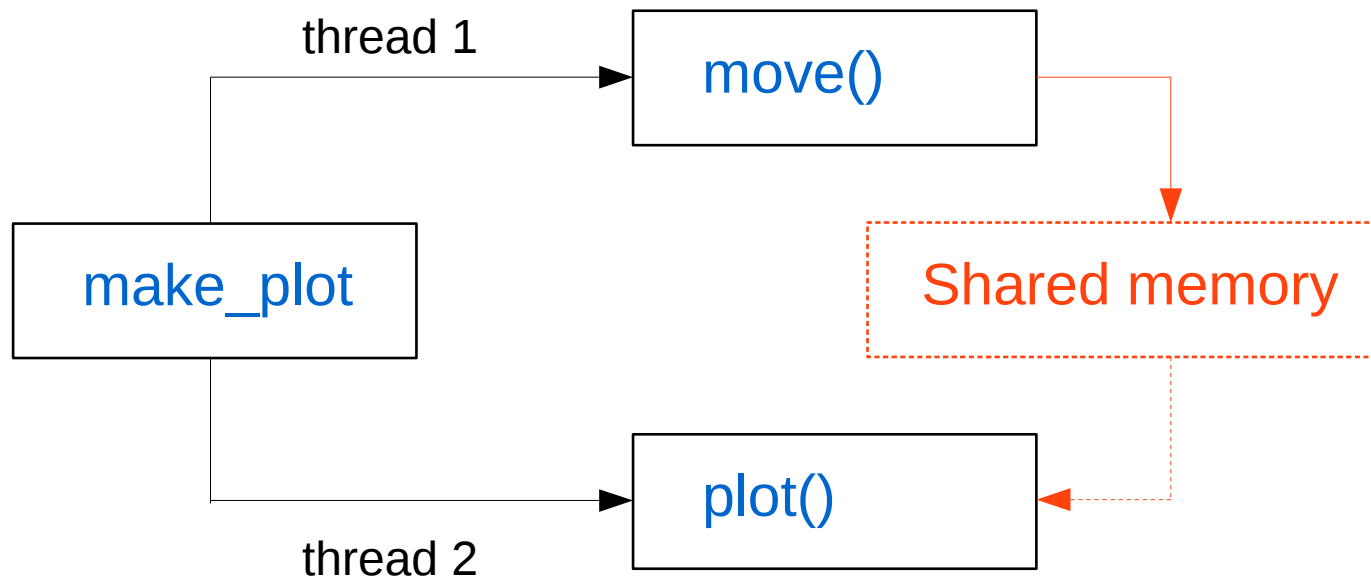 thread 1
move()
make_plot
Shared memory
plot()
thread 2